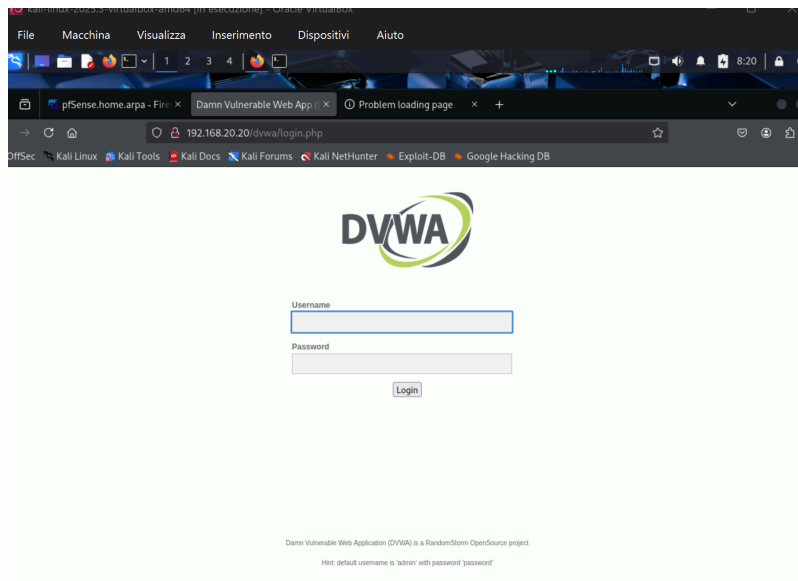 kali-linux-2025.3-virtualbox-amd64 [In esecuzione] - Oracle VirtualBox
File Macchina Visualizza Inserimento Dispositivi Aiuto
1 2 3 4 8:20
pfSense.home.arpa - Fire × Damn Vulnerable Web App ( × Problem loading page × +
192.168.20.20/dvwa/login.php
OffSec Kali Linux Kali Tools Kali Docs Kali Forums Kali NetHunter Exploit-DB Google Hacking DB
DVWA
Username
Password
Login
Damn Vulnerable Web Application (DVWA) is a RandomStorm OpenSource project
Hint: default username is 'admin' with password 'password'